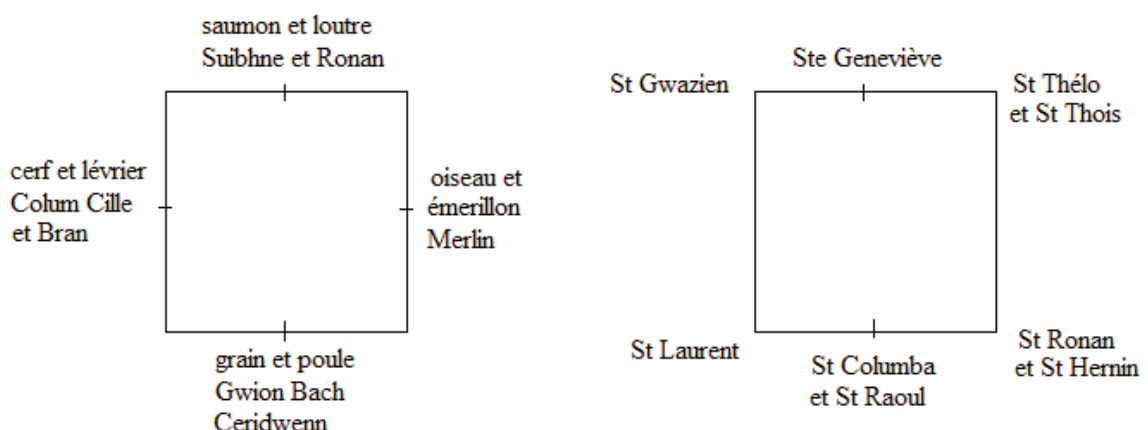 saumon et loutre
Suibhne et Ronan
cerf et lévrier
Colum Cille
et Bran
oiseau et
émerillon
Merlin
grain et poule
Gwion Bach
Ceridwenn
Ste Geneviève
St Gwazien
St Thélo
et St Thois
St Laurent
St Columba
et St Raoul
St Ronan
et St Hernin